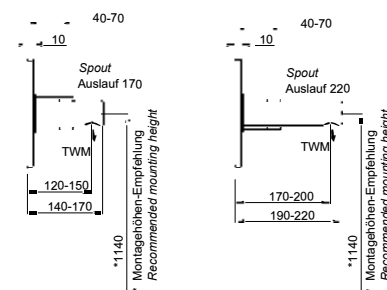 40-70
10
Spout
Auslauf 170
TWM
120-150
140-170
*1140
* Montagehöhen-Empfehlung
Recommended mounting height
40-70
10
Spout
Auslauf 220
TWM
170-200
190-220
*1140
* Montagehöhen-Empfehlung
Recommended mounting height